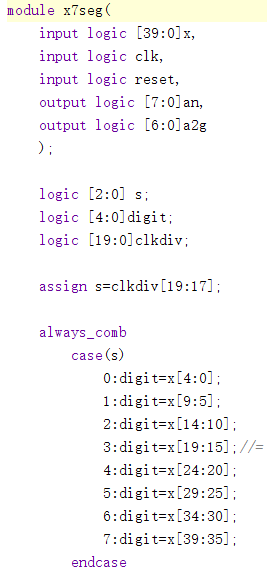 module x7seg(
input logic [39:0]x,
input logic clk,
input logic reset,
output logic [7:0]an,
output logic [6:0]a2g
);
logic [2:0] s;
logic [4:0]digit;
logic [19:0]clkdiv;
assign s=clkdiv[19:17];
always_comb
case(s)
0:digit=x[4:0];
1:digit=x[9:5];
2:digit=x[14:10];
3:digit=x[19:15];//=
4:digit=x[24:20];
5:digit=x[29:25];
6:digit=x[34:30];
7:digit=x[39:35];
endcase